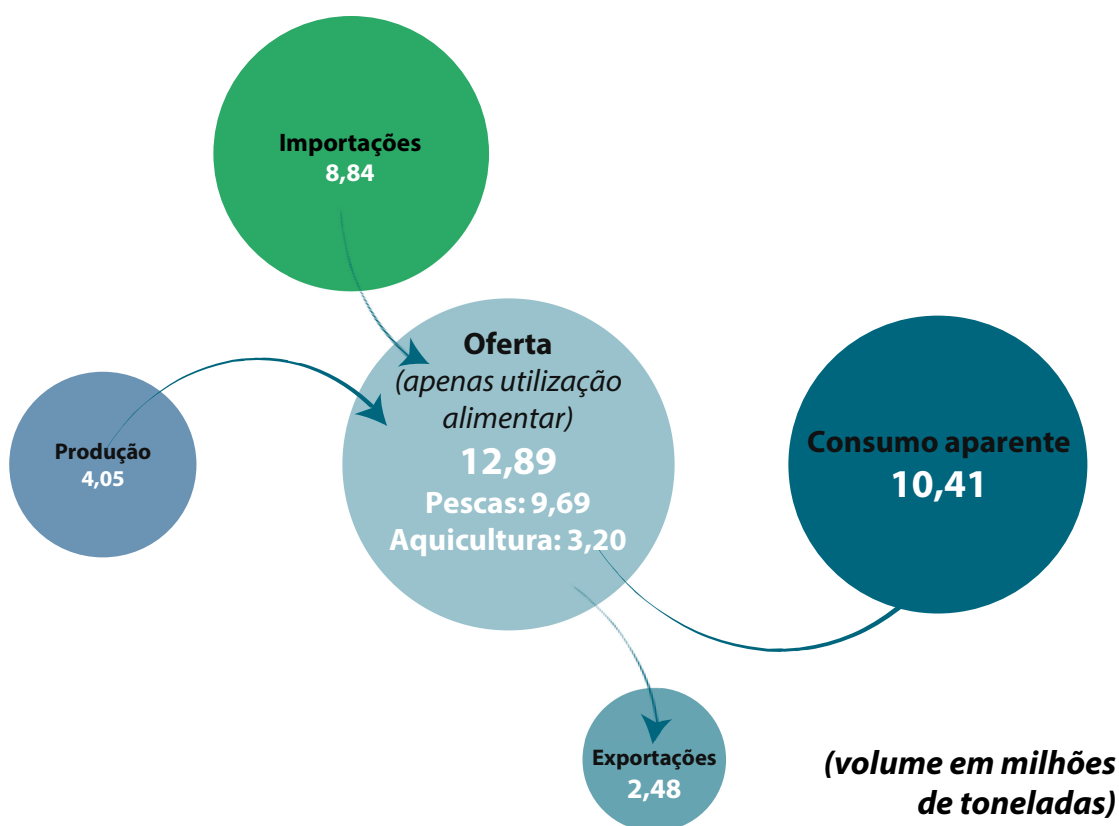 Importações
8,84
Oferta
(apenas utilização
alimentar)
12,89
Pescas: 9,69
Aquicultura: 3,20
Produção
4,05
Consumo aparente
10,41
Exportações
2,48
(volume em milhões
de toneladas)